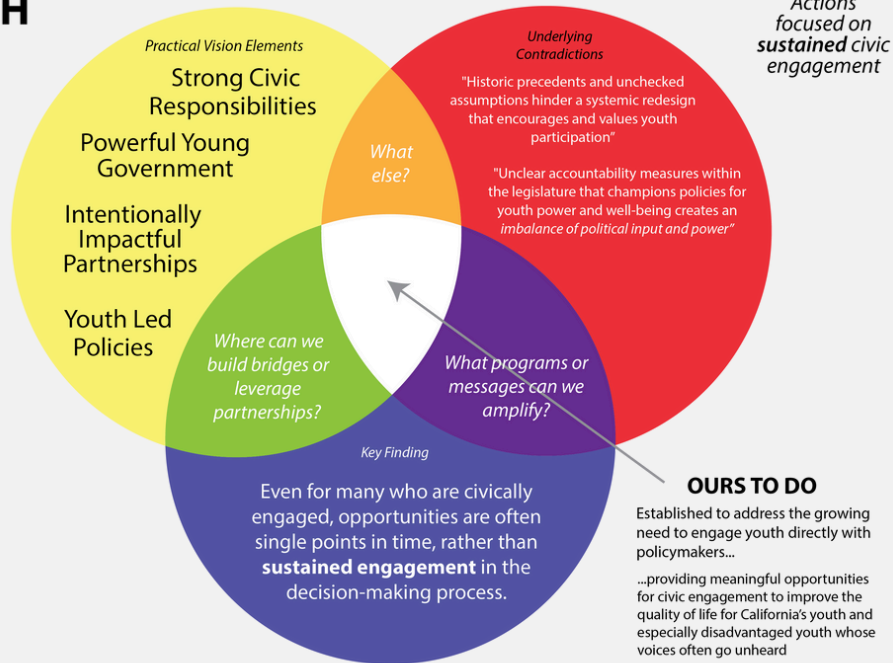 H
Actions
focused on
sustained civic
engagement
Practical Vision Elements
Strong Civic
Responsibilities
Powerful Young
Government
Intentionally
Impactful
Partnerships
Youth Led
Policies
What
else?
Underlying
Contradictions
"Historic precedents and unchecked
assumptions hinder a systemic redesign
that encourages and values youth
participation"
"Unclear accountability measures within
the legislature that champions policies for
youth power and well-being creates an
imbalance of political input and power"
Where can we
build bridges or
leverage
partnerships?
What programs or
messages can we
amplify?
Key Finding
Even for many who are civically
engaged, opportunities are often
single points in time, rather than
sustained engagement in the
decision-making process.
OURS TO DO
Established to address the growing
need to engage youth directly with
policymakers...
...providing meaningful opportunities
for civic engagement to improve the
quality of life for California's youth and
especially disadvantaged youth whose
voices often go unheard